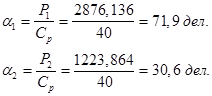 α₁ = P₁/Cₚ = 2876,136/40 = 71,9 дел.
α₂ = P₂/Cₚ = 1223,864/40 = 30,6 дел.